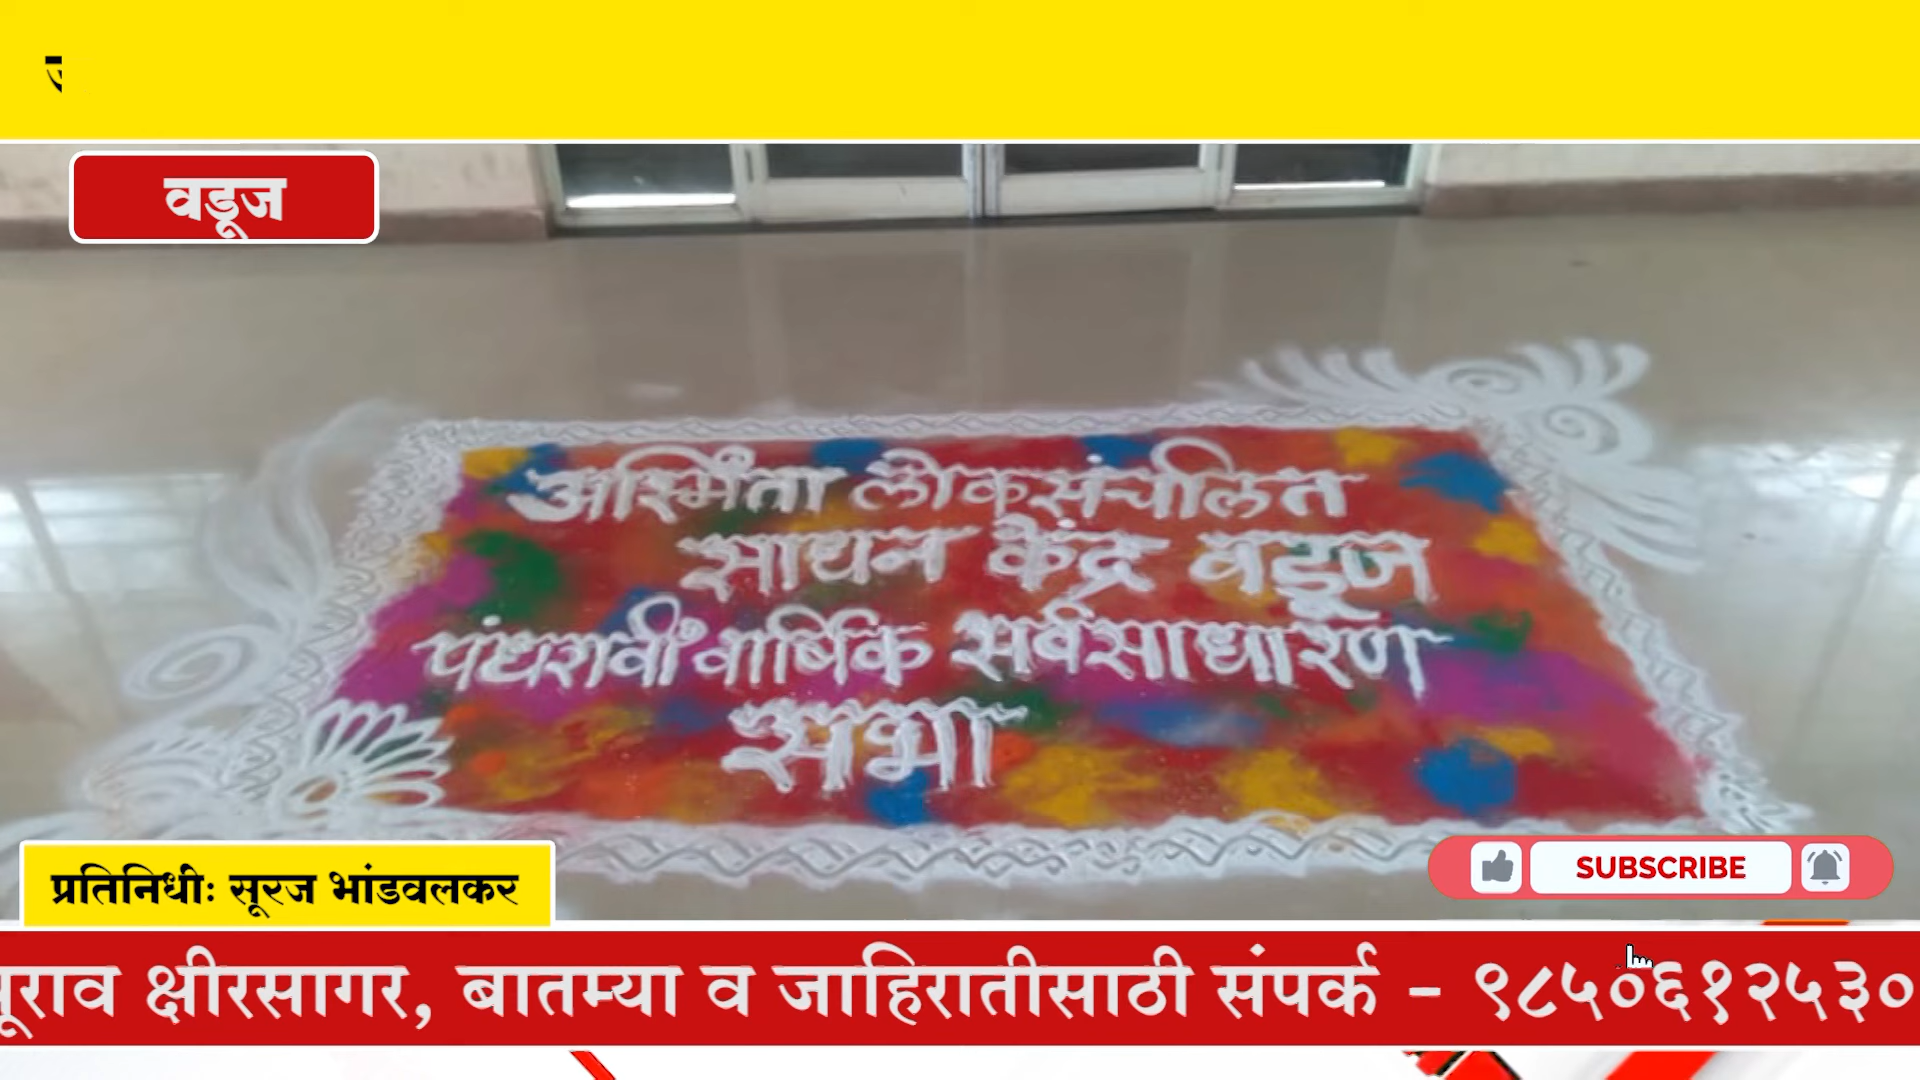 वडूज
अस्मिता लोकसंचलित
साधन केंद्र वडूज
पंधरावी वार्षिक सर्वसाधारण
सभा
प्रतिनिधीः सूरज भांडवलकर
SUBSCRIBE
क्षीरसागर, बातम्या व जाहिरातीसाठी संपर्क - ९८५०६१२५३०